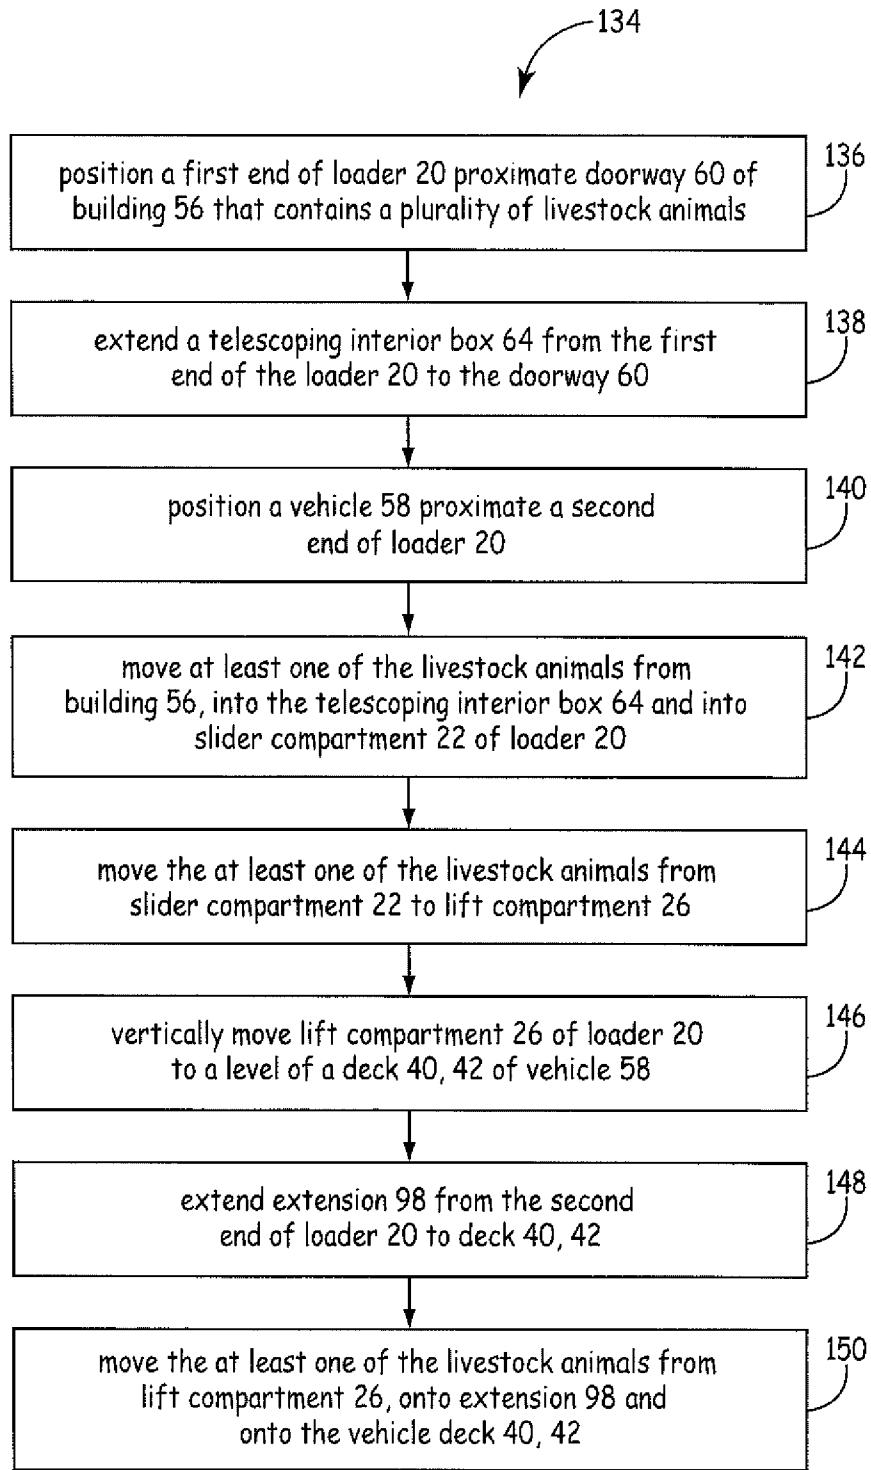 134
position a first end of loader 20 proximate doorway 60 of
building 56 that contains a plurality of livestock animals
136
extend a telescoping interior box 64 from the first
end of the loader 20 to the doorway 60
138
position a vehicle 58 proximate a second
end of loader 20
140
move at least one of the livestock animals from
building 56, into the telescoping interior box 64 and into
slider compartment 22 of loader 20
142
move the at least one of the livestock animals from
slider compartment 22 to lift compartment 26
144
vertically move lift compartment 26 of loader 20
to a level of a deck 40, 42 of vehicle 58
146
extend extension 98 from the second
end of loader 20 to deck 40, 42
148
move the at least one of the livestock animals from
lift compartment 26, onto extension 98 and
onto the vehicle deck 40, 42
150